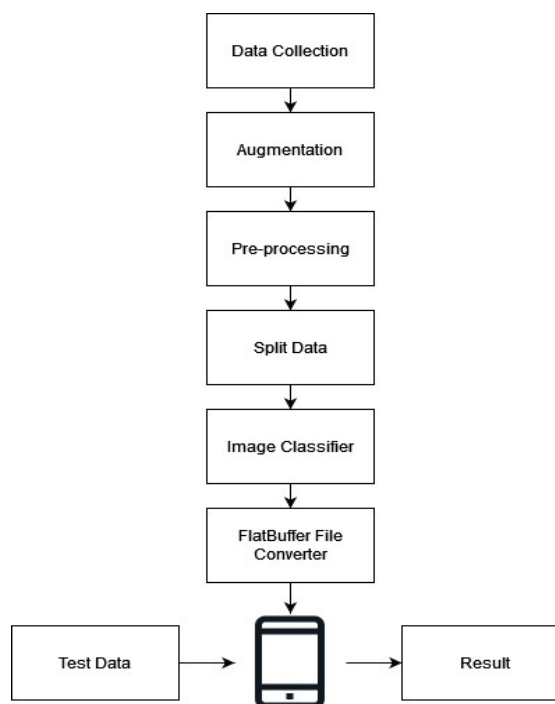 Data Collection
Augmentation
Pre-processing
Split Data
Image Classifier
FlatBuffer File
Converter
Test Data
Result